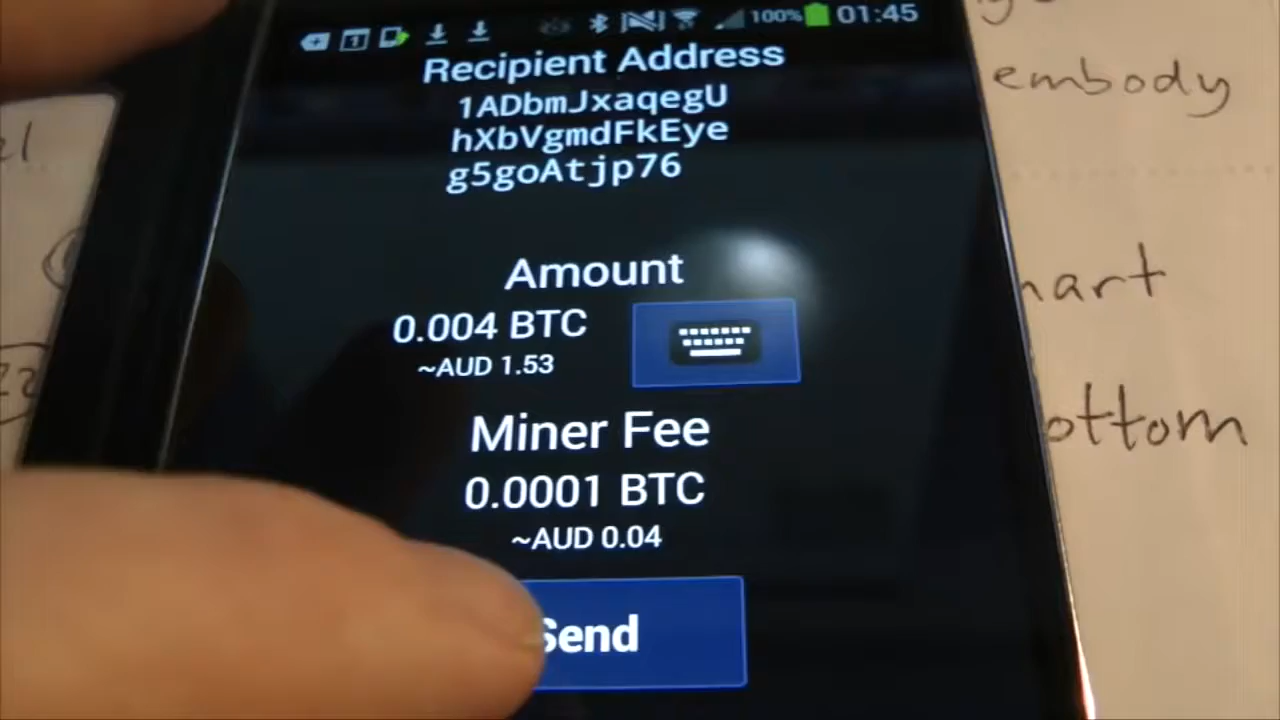 100% 01:45
Recipient Address
1ADbmJxaqegU
hXbVgmdFkEye
g5goAtjp76
embody
Amount
0.004 BTC
~AUD 1.53
Miner Fee
ottom
0.0001 BTC
~AUD 0.04
Send